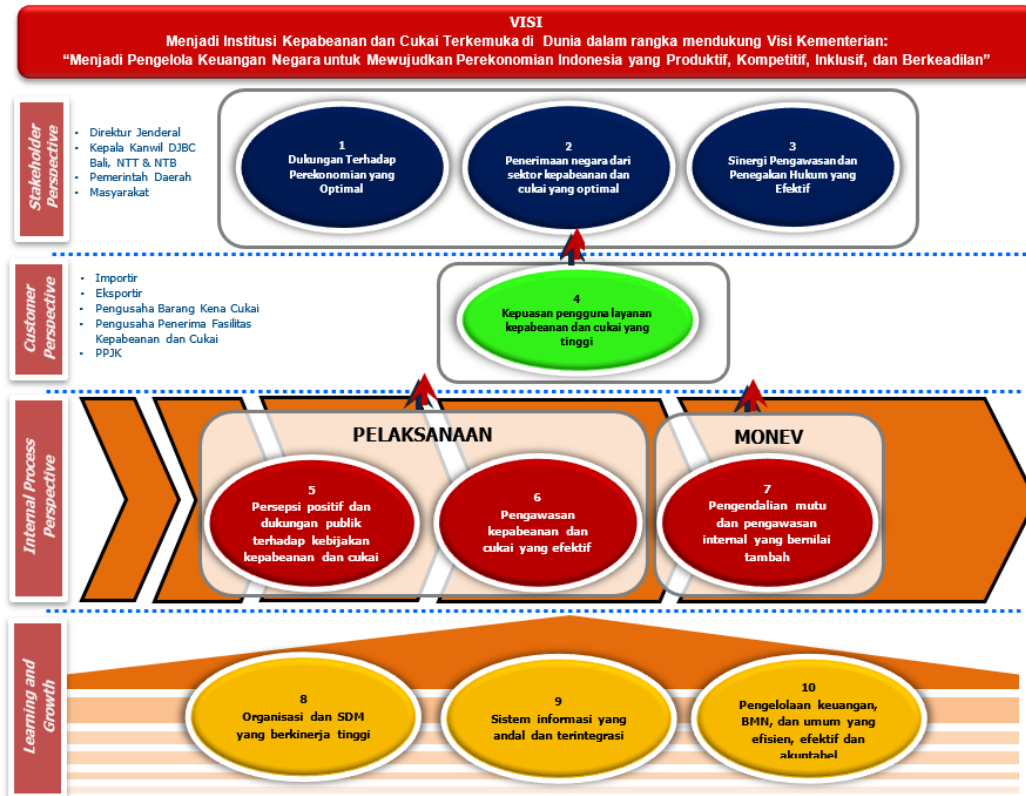 VISI
Menjadi Institusi Kepabeanan dan Cukai Terkemuka di Dunia dalam rangka mendukung Visi Kementerian:
“Menjadi Pengelola Keuangan Negara untuk Mewujudkan Perekonomian Indonesia yang Produktif, Kompetitif, Inklusif, dan Berkeadilan”
Stakeholder
Perspective
• Direktur Jenderal
• Kepala Kanwil DJBC
Bali, NTT & NTB
• Pemerintah Daerah
• Masyarakat
1
Dukungan Terhadap
Perekonomian yang
Optimal
2
Penerimaan negara dari
sektor kepabeanan dan
cukai yang optimal
3
Sinergi Pengawasan dan
Penegakan Hukum yang
Efektif
Customer
Perspective
• Importir
• Eksportir
• Pengusaha Barang Kena Cukai
• Pengusaha Penerima Fasilitas
Kepabeanan dan Cukai
• PPJK
4
Kepuasan pengguna layanan
kepabeanan dan cukai yang
tinggi
Internal Process
Perspective
PELAKSANAAN
5
Persepsi positif dan
dukungan publik
terhadap kebijakan
kepabeanan dan cukai
6
Pengawasan
kepabeanan dan
cukai yang efektif
MONEV
7
Pengendalian mutu
dan pengawasan
internal yang bernilai
tambah
Learning and
Growth
8
Organisasi dan SDM
yang berkinerja tinggi
9
Sistem informasi yang
andal dan terintegrasi
10
Pengelolaan keuangan,
BMN, dan umum yang
efisien, efektif dan
akuntabel